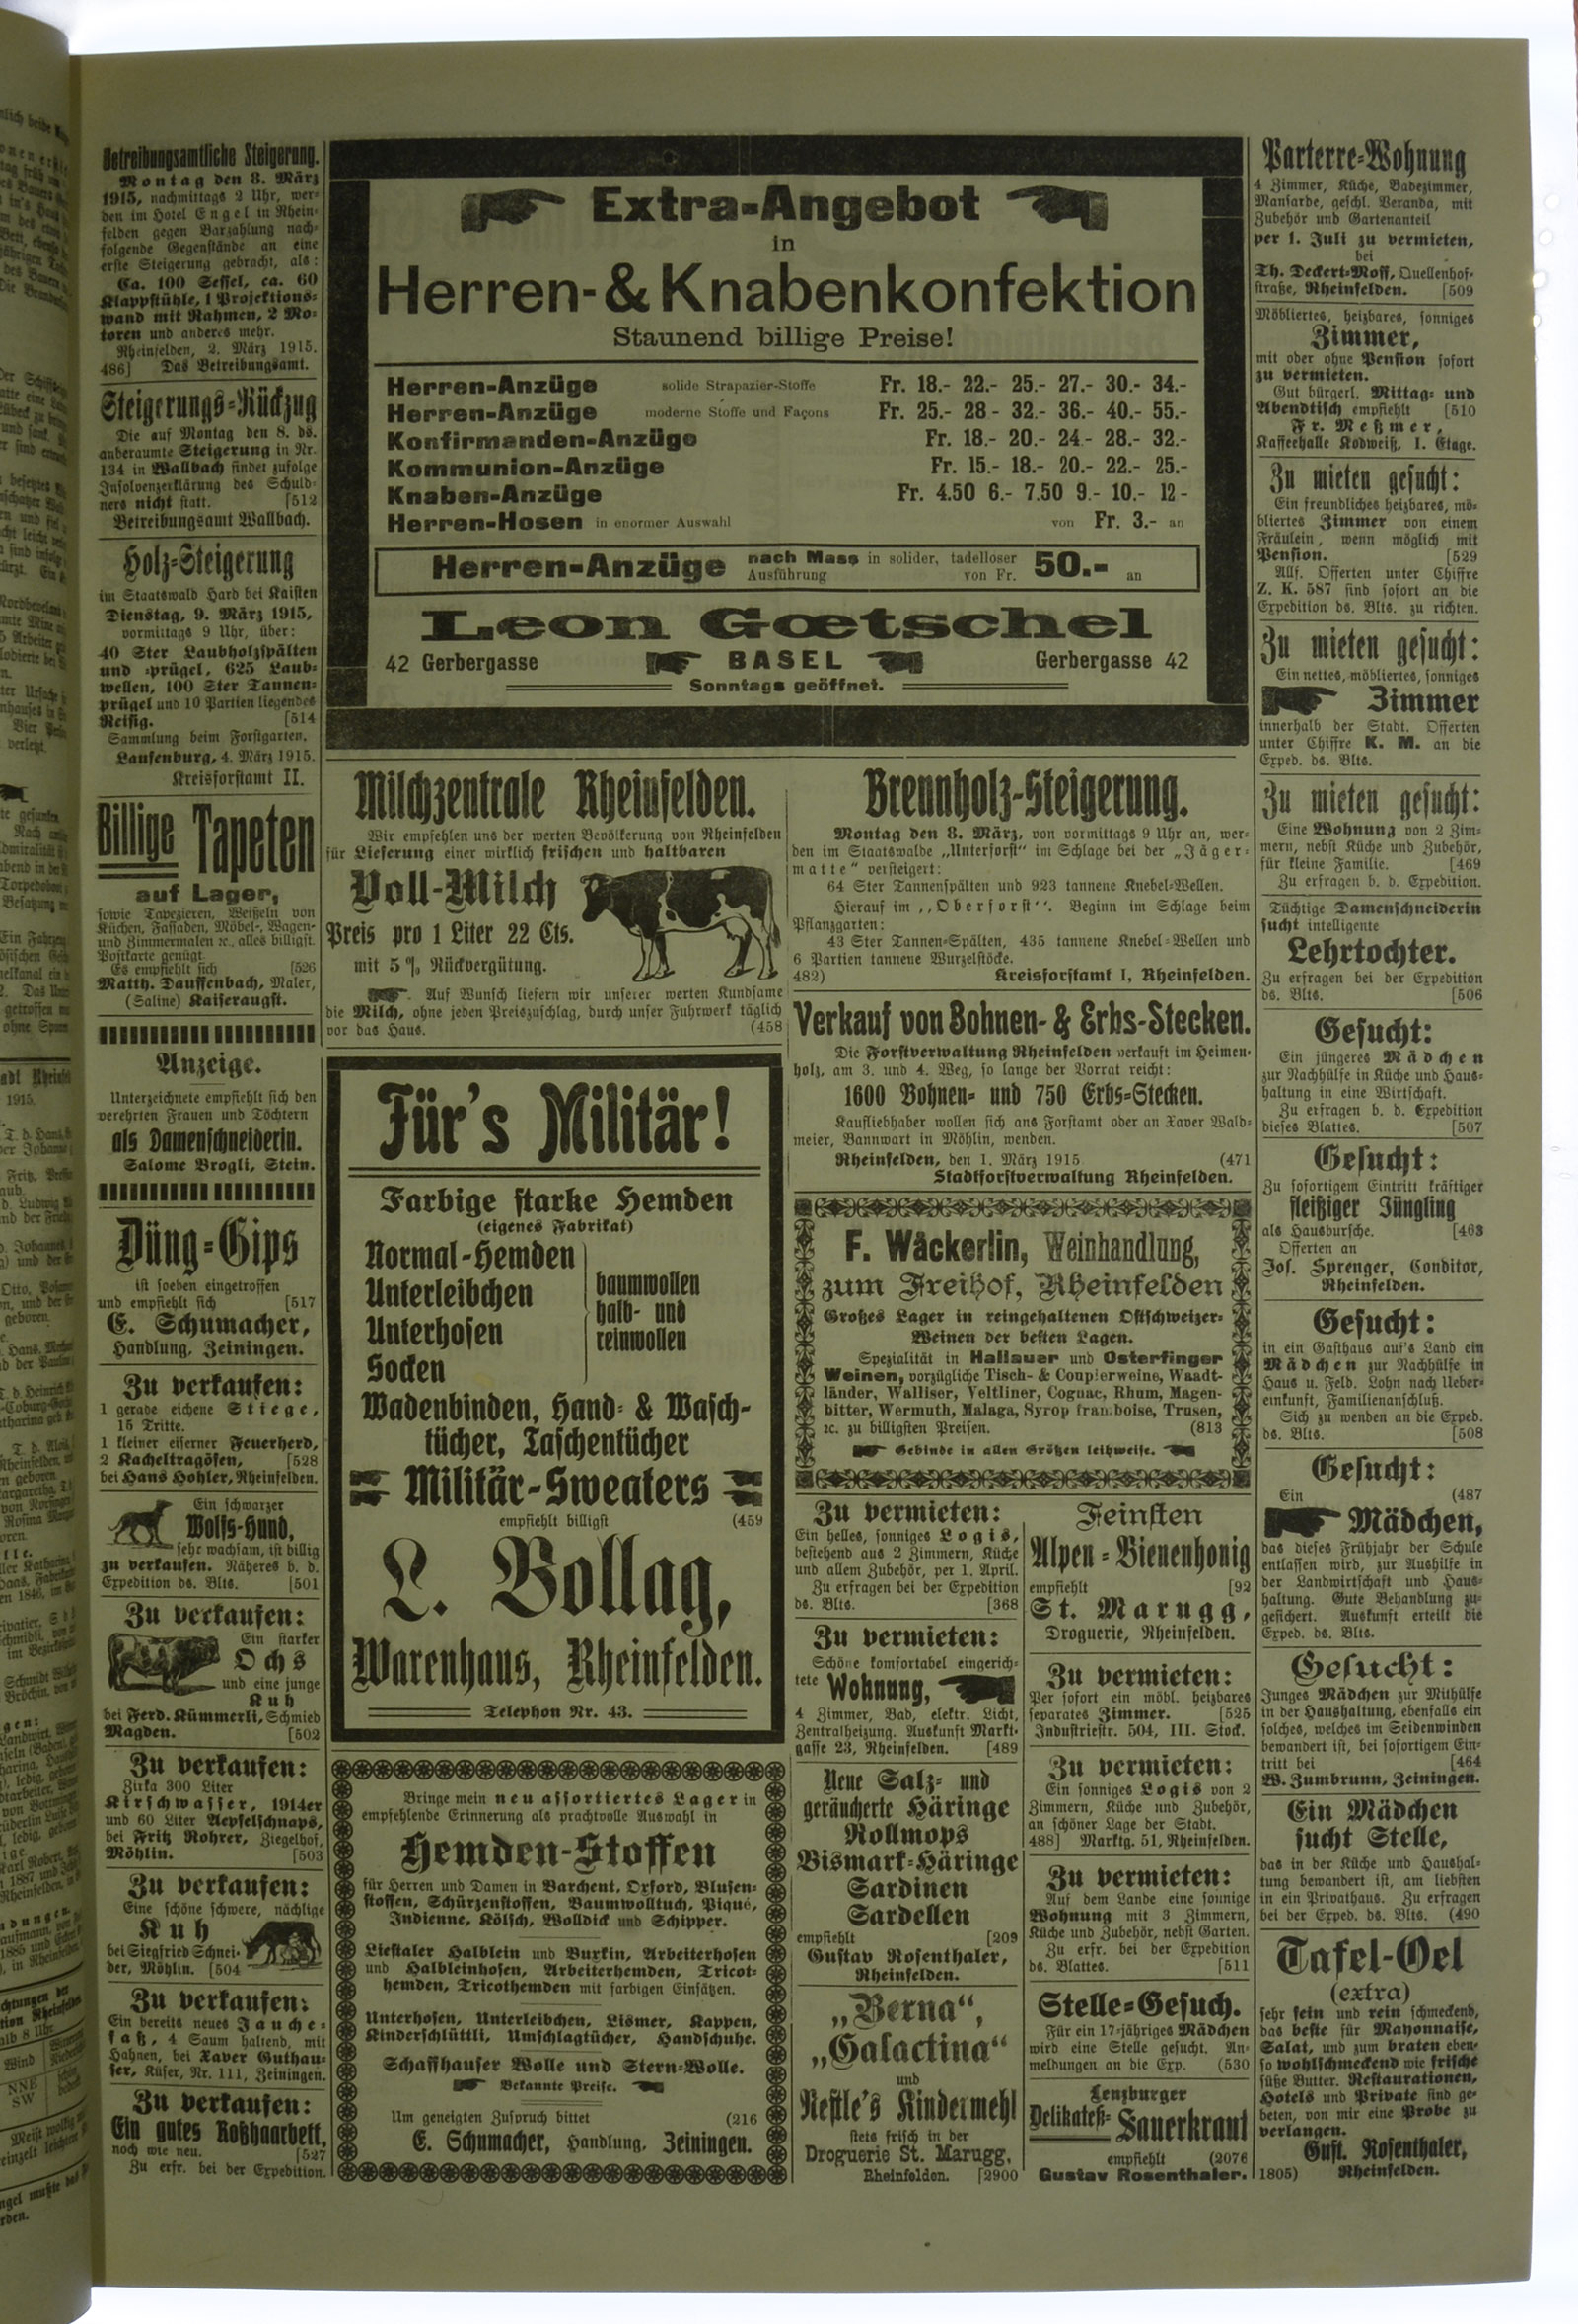 Betreibungsamtliche Steigerung.
Montag den 8. März
1915, nachmittags 2 Uhr, wer-
den im Hotel Engel in Rhein-
felden gegen Barzahlung nach-
folgende Gegenstände an eine
erste Steigerung gebracht, als:
Ca. 100 Sessel, ca. 60
Klappstühle, 1 Projektions-
wand mit Rahmen, 2 Mo-
toren und anderes mehr.
Rheinfelden, 2. März 1915.
486] Das Betreibungsamt.
Steigerungs-Rückzug
Die auf Montag den 8. ds.
anberaumte Steigerung in Nr.
134 in Wallbach findet zufolge
Insolvenzerklärung des Schuld-
ners nicht statt. [512
Betreibungsamt Wallbach.
Holz-Steigerung
im Staatswald Hard bei Kaisten
Dienstag, 9. März 1915,
vormittags 9 Uhr, über:
40 Ster Laubholzspälten
und -prügel, 625 Laub-
wellen, 100 Ster Tannen-
prügel und 10 Partien liegendes
Reisig. [514
Sammlung beim Forstgarten.
Laufenburg, 4. März 1915.
Kreisforstamt II.
Billige Tapeten
auf Lager,
sowie Tapezieren, Weißeln von
Küchen, Fassaden, Möbel-, Wagen-
und Zimmermalen ꝛc., alles billigst.
Postkarte genügt.
Es empfiehlt sich [526
Matth. Dauffenbach, Maler,
(Saline) Kaiseraugst.
Anzeige.
Unterzeichnete empfiehlt sich den
verehrten Frauen und Töchtern
als Damenschneiderin.
Salome Brogli, Stein.
Düng-Gips
ist soeben eingetroffen
und empfiehlt sich [517
E. Schumacher,
Handlung, Zeiningen.
Zu verkaufen:
1 gerade eichene Stiege,
15 Tritte.
1 kleiner eiserner Feuerherd,
2 Kacheltragöfen, [528
bei Hans Hohler, Rheinfelden.
Ein schwarzer
Wolfs-Hund,
sehr wachsam, ist billig
zu verkaufen. Näheres b. d.
Expedition ds. Blts. [501
Zu verkaufen:
Ein starker
Ochs
und eine junge
Kuh
bei Ferd. Kümmerli, Schmied
Magden. [502
Zu verkaufen:
Zirka 300 Liter
Kirschwasser, 1914er
und 60 Liter Aepfelschnaps,
bei Fritz Rohrer, Ziegelhof,
Möhlin. [503
Zu verkaufen:
Eine schöne schwere, nächlige
Kuh
bei Siegfried Schnei-
der, Möhlin. [504
Zu verkaufen:
Ein bereits neues Jauche-
faß, 4 Saum haltend, mit
Hahnen, bei Xaver Guthau-
ser, Küfer, Nr. 111, Zeiningen.
Zu verkaufen:
Ein gutes Roßhaarbett,
noch wie neu. [527
Zu erfr. bei der Expedition.
Extra-Angebot
in
Herren- & Knabenkonfektion
Staunend billige Preise!
Herren-Anzüge solide Strapazier-Stoffe Fr. 18.- 22.- 25.- 27.- 30.- 34.-
Herren-Anzüge moderne Stoffe und Façons Fr. 25.- 28 - 32.- 36.- 40.- 55.-
Konfirmanden-Anzüge Fr. 18.- 20.- 24.- 28.- 32.-
Kommunion-Anzüge Fr. 15.- 18.- 20.- 22.- 25.-
Knaben-Anzüge Fr. 4.50 6.- 7.50 9.- 10.- 12 -
Herren-Hosen in enormer Auswahl von Fr. 3.- an
Herren-Anzüge nach Mass in solider, tadelloser
Ausführung von Fr. 50.- an
Leon Gœtschel
42 Gerbergasse BASEL Gerbergasse 42
Sonntags geöffnet.
Milchzentrale Rheinfelden.
Wir empfehlen uns der werten Bevölkerung von Rheinfelden
für Lieferung einer wirklich frischen und haltbaren
Voll-Milch
Preis pro 1 Liter 22 Cts.
mit 5 % Rückvergütung.
Auf Wunsch liefern wir unserer werten Kundsame
die Milch, ohne jeden Preiszuschlag, durch unser Fuhrwerk täglich
vor das Haus. (458
Für's Militär!
Farbige starke Hemden
(eigenes Fabrikat)
Normal-Hemden
Unterleibchen
Unterhosen
Socken
baumwollen
halb- und
reinwollen
Wadenbinden, Hand- & Wasch-
tücher, Taschentücher
Militär-Sweaters
empfiehlt billigst (459
L. Bollag,
Warenhaus, Rheinfelden.
Telephon Nr. 43.
Bringe mein neu assortiertes Lager in
empfehlende Erinnerung als prachtvolle Auswahl in
Hemden-Stoffen
für Herren und Damen in Barchent, Oxford, Blusen-
stoffen, Schürzenstoffen, Baumwolltuch, Piqué,
Indienne, Kölsch, Wolldick und Schipper.
Liestaler Halblein und Buxkin, Arbeiterhosen
und Halbleinhosen, Arbeiterhemden, Tricot-
hemden, Tricothemden mit farbigen Einsätzen.
Unterhosen, Unterleibchen, Lismer, Kappen,
Kinderschlüttli, Umschlagtücher, Handschuhe.
Schaffhauser Wolle und Stern-Wolle.
Bekannte Preise.
Um geneigten Zuspruch bittet (216
E. Schumacher, Handlung, Zeiningen.
Brennholz-Steigerung.
Montag den 8. März, von vormittags 9 Uhr an, wer-
den im Staatswalde „Unterforst“ im Schlage bei der „Jäger-
matte“ versteigert:
64 Ster Tannenspälten und 923 tannene Knebel-Wellen.
Hierauf im „Oberforst“. Beginn im Schlage beim
Pflanzgarten:
43 Ster Tannen-Spälten, 435 tannene Knebel-Wellen und
6 Partien tannene Wurzelstöcke.
482) Kreisforstamt I, Rheinfelden.
Verkauf von Bohnen- & Erbs-Stecken.
Die Forstverwaltung Rheinfelden verkauft im Heimen-
holz, am 3. und 4. Weg, so lange der Vorrat reicht:
1600 Bohnen- und 750 Erbs-Stecken.
Kaufliebhaber wollen sich ans Forstamt oder an Xaver Wald-
meier, Bannwart in Möhlin, wenden.
Rheinfelden, den 1. März 1915 (471
Stadtforstverwaltung Rheinfelden.
F. Wäckerlin, Weinhandlung,
zum Freihof, Rheinfelden
Großes Lager in reingehaltenen Ostschweizer-
Weinen der besten Lagen.
Spezialität in Hallauer und Osterfinger
Weinen, vorzügliche Tisch- & Coupierweine, Waadt-
länder, Walliser, Veltliner, Cognac, Rhum, Magen-
bitter, Wermuth, Malaga, Syrop framboise, Trusen,
ꝛc. zu billigsten Preisen. (813
Gebinde in allen Größen leihweise.
Zu vermieten:
Ein helles, sonniges Logis,
bestehend aus 2 Zimmern, Küche
und allem Zubehör, per 1. April.
Zu erfragen bei der Expedition
ds. Blts. [368
Zu vermieten:
Schöne komfortabel eingerich-
tete Wohnung,
4 Zimmer, Bad, elektr. Licht,
Zentralheizung. Auskunft Markt-
gasse 23, Rheinfelden. [489
Neue Salz- und
geräucherte Häringe
Rollmops
Bismark-Häringe
Sardinen
Sardellen
empfiehlt [209
Gustav Rosenthaler,
Rheinfelden.
„Berna“,
„Galactina“
und
Nestle's Kindermehl
stets frisch in der
Droguerie St. Marugg,
Rheinfelden. [2900
Feinsten
Alpen-Bienenhonig
empfiehlt [92
St. Marugg,
Droguerie, Rheinfelden.
Zu vermieten:
Per sofort ein möbl. heizbares
separates Zimmer. [525
Industriestr. 504, III. Stock.
Zu vermieten:
Ein sonniges Logis von 2
Zimmern, Küche und Zubehör,
an schöner Lage der Stadt.
488] Marktg. 51, Rheinfelden.
Zu vermieten:
Auf dem Lande eine sonnige
Wohnung mit 3 Zimmern,
Küche und Zubehör, nebst Garten.
Zu erfr. bei der Expedition
ds. Blattes. [511
Stelle-Gesuch.
Für ein 17-jähriges Mädchen
wird eine Stelle gesucht. An-
meldungen an die Exp. (530
Lenzburger
Delikateß-Sauerkraut
empfiehlt (2076
Gustav Rosenthaler.
Parterre-Wohnung
4 Zimmer, Küche, Badezimmer,
Mansarde, geschl. Veranda, mit
Zubehör und Gartenanteil
per 1. Juli zu vermieten,
bei
Th. Deckert-Moff, Quellenhof-
straße, Rheinfelden. [509
Möbliertes, heizbares, sonniges
Zimmer,
mit oder ohne Pension sofort
zu vermieten.
Gut bürgerl. Mittag- und
Abendtisch empfiehlt [510
Fr. Meßmer,
Kaffeehalle Kodweiß, I. Etage.
Zu mieten gesucht:
Ein freundliches heizbares, mö-
bliertes Zimmer von einem
Fräulein, wenn möglich mit
Pension. [529
Allf. Offerten unter Chiffre
Z. K. 587 sind sofort an die
Expedition ds. Blts. zu richten.
Zu mieten gesucht:
Ein nettes, möbliertes, sonniges
Zimmer
innerhalb der Stadt. Offerten
unter Chiffre K. M. an die
Exped. ds. Blts.
Zu mieten gesucht:
Eine Wohnung von 2 Zim-
mern, nebst Küche und Zubehör,
für kleine Familie. [469
Zu erfragen b. d. Expedition.
Tüchtige Damenschneiderin
sucht intelligente
Lehrtochter.
Zu erfragen bei der Expedition
ds. Blts. [506
Gesucht:
Ein jüngeres Mädchen
zur Nachhülfe in Küche und Haus-
haltung in eine Wirtschaft.
Zu erfragen b. d. Expedition
dieses Blattes. [507
Gesucht:
Zu sofortigem Eintritt kräftiger
fleißiger Jüngling
als Hausbursche. [463
Offerten an
Jos. Sprenger, Conditor,
Rheinfelden.
Gesucht:
in ein Gasthaus auf's Land ein
Mädchen zur Nachhülfe in
Haus u. Feld. Lohn nach Ueber-
einkunft, Familienanschluß.
Sich zu wenden an die Exped.
ds. Blts. [508
Gesucht:
Ein (487
Mädchen,
das dieses Frühjahr der Schule
entlassen wird, zur Aushilfe in
der Landwirtschaft und Haus-
haltung. Gute Behandlung zu-
gesichert. Auskunft erteilt die
Exped. ds. Blts.
Gesucht:
Junges Mädchen zur Mithülfe
in der Haushaltung, ebenfalls ein
solches, welches im Seidenwinden
bewandert ist, bei sofortigem Ein-
tritt bei [464
W. Zumbrunn, Zeiningen.
Ein Mädchen
sucht Stelle,
das in der Küche und Haushal-
tung bewandert ist, am liebsten
in ein Privathaus. Zu erfragen
bei der Exped. ds. Blts. (490
Tafel-Oel
(extra)
sehr fein und rein schmeckend,
das beste für Mayonnaise,
Salat, und zum braten eben-
so wohlschmeckend wie frische
süße Butter. Restaurationen,
Hotels und Private sind ge-
beten, von mir eine Probe zu
verlangen.
Gust. Rosenthaler,
1805) Rheinfelden.